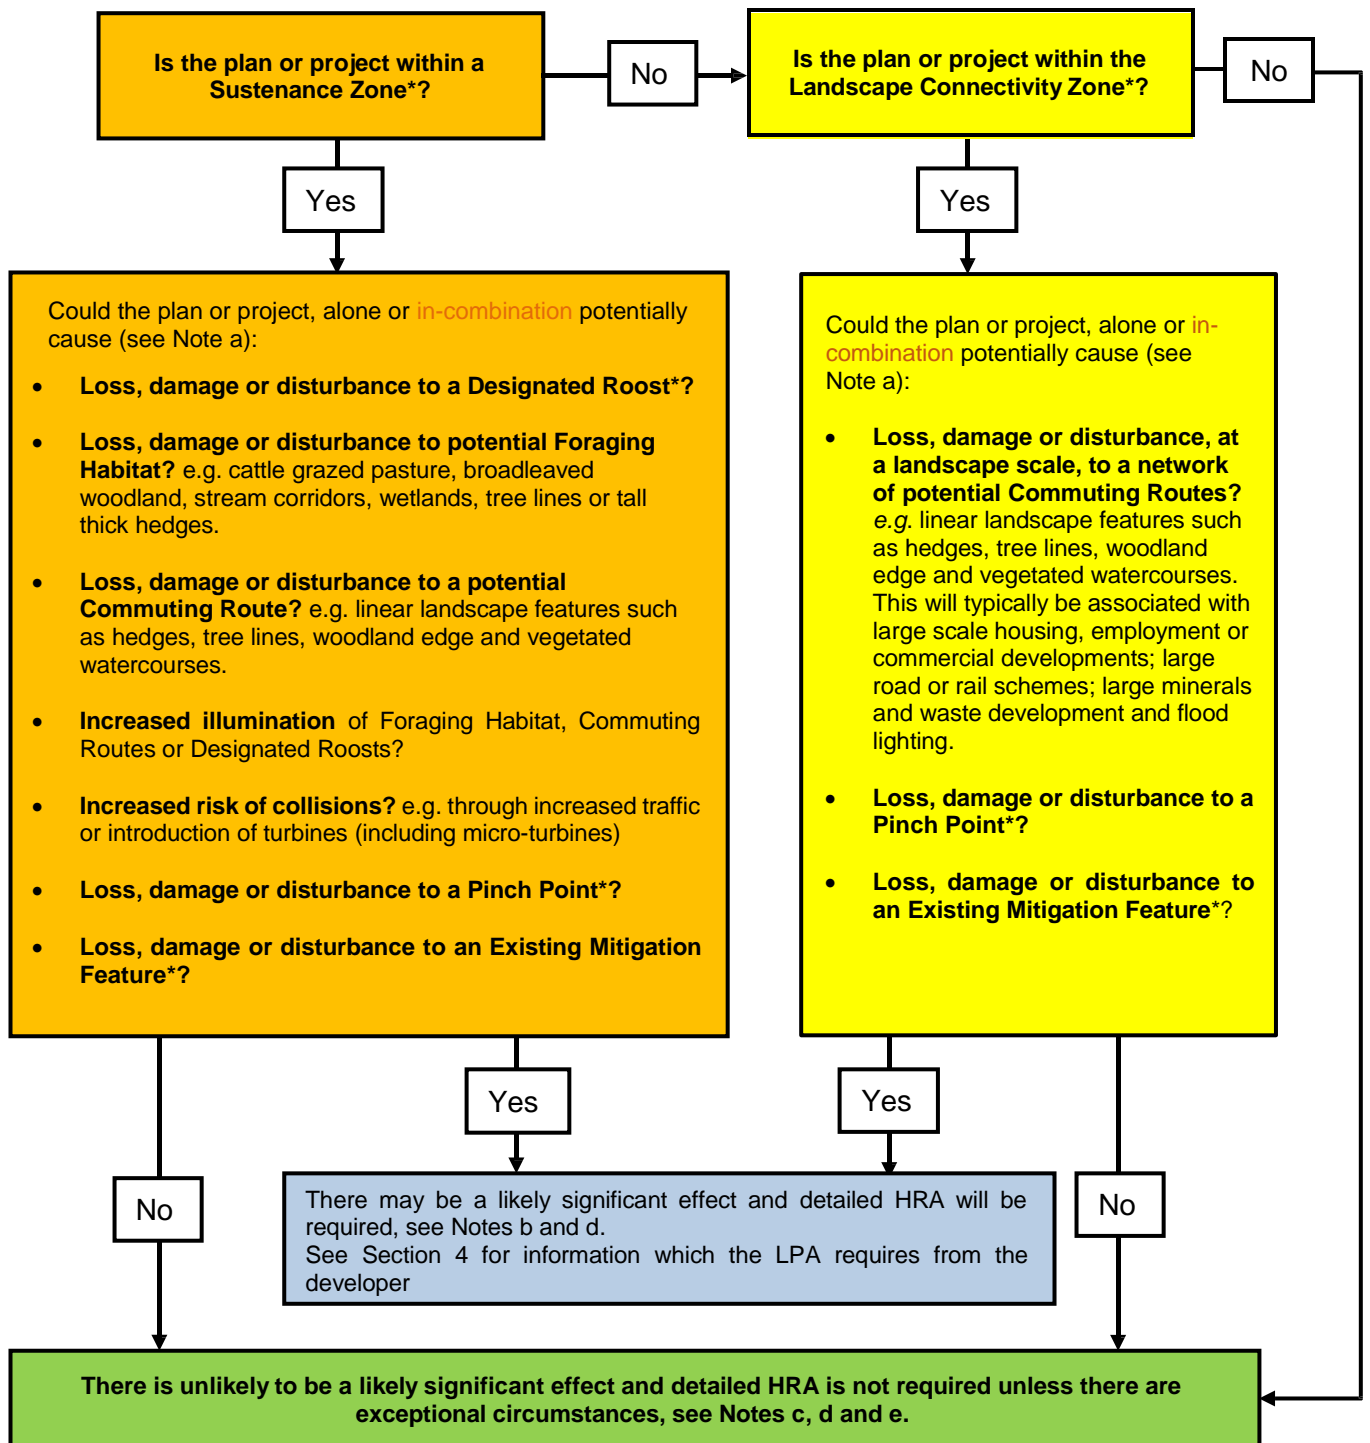 Is the plan or project within a
Sustenance Zone*?
No
Is the plan or project within the
Landscape Connectivity Zone*?
No
Yes
Yes
Could the plan or project, alone or in-combination potentially
cause (see Note a):
• Loss, damage or disturbance to a Designated Roost*?
• Loss, damage or disturbance to potential Foraging
Habitat? e.g. cattle grazed pasture, broadleaved
woodland, stream corridors, wetlands, tree lines or tall
thick hedges.
• Loss, damage or disturbance to a potential
Commuting Route? e.g. linear landscape features such
as hedges, tree lines, woodland edge and vegetated
watercourses.
• Increased illumination of Foraging Habitat, Commuting
Routes or Designated Roosts?
• Increased risk of collisions? e.g. through increased traffic
or introduction of turbines (including micro-turbines)
• Loss, damage or disturbance to a Pinch Point*?
• Loss, damage or disturbance to an Existing Mitigation
Feature*?
Could the plan or project, alone or in-
combination potentially cause (see
Note a):
• Loss, damage or disturbance, at
a landscape scale, to a network
of potential Commuting Routes?
e.g. linear landscape features such
as hedges, tree lines, woodland
edge and vegetated watercourses.
This will typically be associated with
large scale housing, employment or
commercial developments; large
road or rail schemes; large minerals
and waste development and flood
lighting.
• Loss, damage or disturbance to a
Pinch Point*?
• Loss, damage or disturbance to
an Existing Mitigation Feature*?
Yes
Yes
No
No
There may be a likely significant effect and detailed HRA will be
required, see Notes b and d.
See Section 4 for information which the LPA requires from the
developer
There is unlikely to be a likely significant effect and detailed HRA is not required unless there are
exceptional circumstances, see Notes c, d and e.